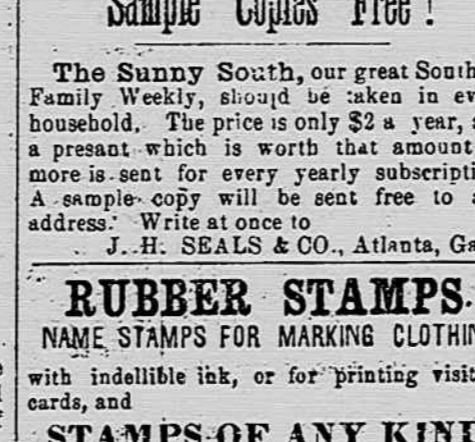 Sample Copies Free!
The Sunny South, our great South
Family Weekly, should be taken in ev
household. The price is only $2 a year, a
a presant which is worth that amount
more is sent for every yearly subscripti
A sample copy will be sent free to a
address. Write at once to
J. H. SEALS & CO., Atlanta, Ga
RUBBER STAMPS.
NAME STAMPS FOR MARKING CLOTHIN
with indellible ink, or for printing visit
cards, and
STAMPS OF ANY KIND